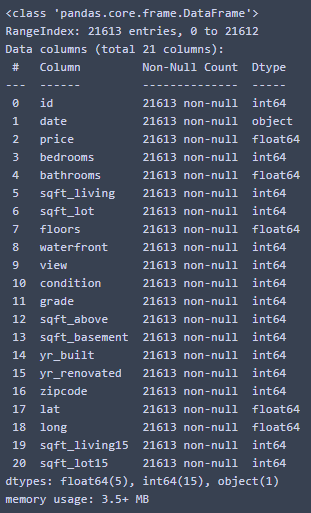 <class 'pandas.core.frame.DataFrame'>
RangeIndex: 21613 entries, 0 to 21612
Data columns (total 21 columns):
 #   Column         Non-Null Count  Dtype
---  ------         --------------  -----
 0   id             21613 non-null  int64
 1   date           21613 non-null  object
 2   price          21613 non-null  float64
 3   bedrooms       21613 non-null  int64
 4   bathrooms      21613 non-null  float64
 5   sqft_living    21613 non-null  int64
 6   sqft_lot       21613 non-null  int64
 7   floors         21613 non-null  float64
 8   waterfront     21613 non-null  int64
 9   view           21613 non-null  int64
 10  condition      21613 non-null  int64
 11  grade          21613 non-null  int64
 12  sqft_above     21613 non-null  int64
 13  sqft_basement  21613 non-null  int64
 14  yr_built       21613 non-null  int64
 15  yr_renovated   21613 non-null  int64
 16  zipcode        21613 non-null  int64
 17  lat            21613 non-null  float64
 18  long           21613 non-null  float64
 19  sqft_living15  21613 non-null  int64
 20  sqft_lot15     21613 non-null  int64
dtypes: float64(5), int64(15), object(1)
memory usage: 3.5+ MB